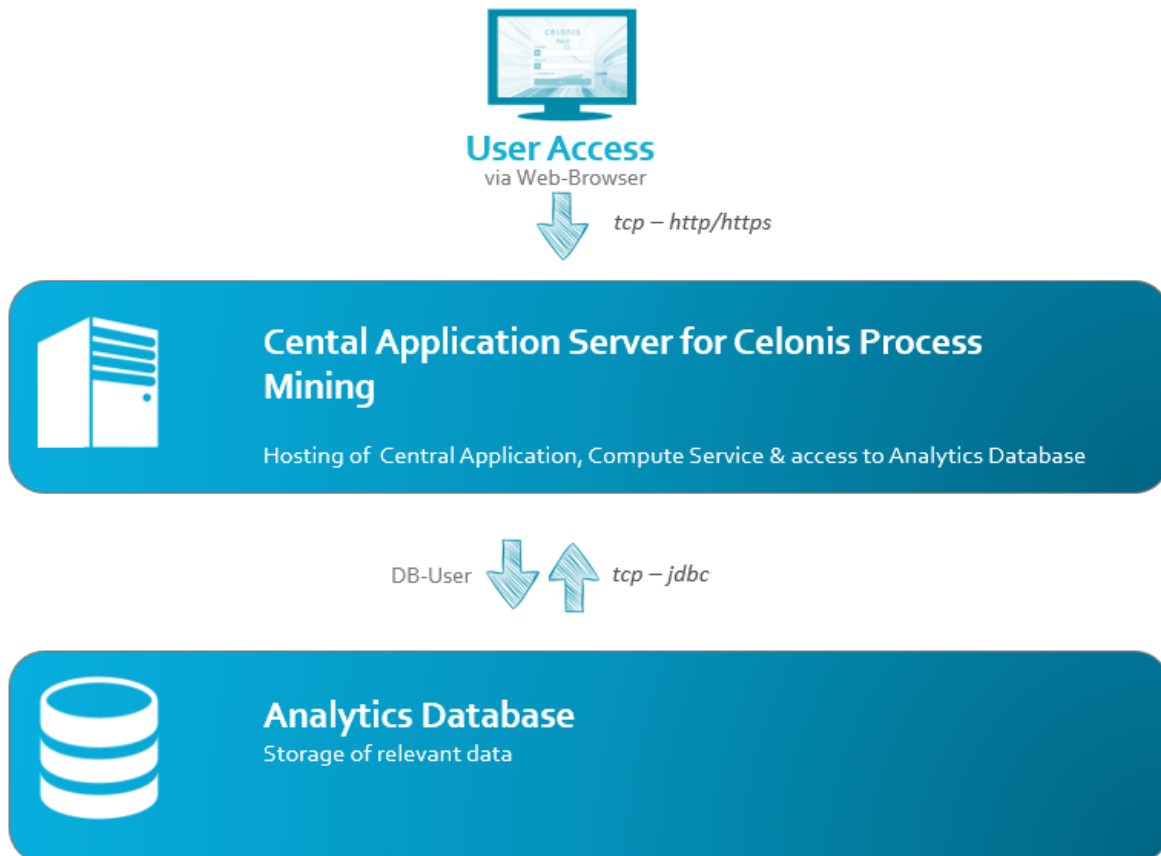 celonis
User Access
via Web-Browser
tcp – http/https
Cental Application Server for Celonis Process
Mining
Hosting of Central Application, Compute Service & access to Analytics Database
DB-User
tcp – jdbc
Analytics Database
Storage of relevant data